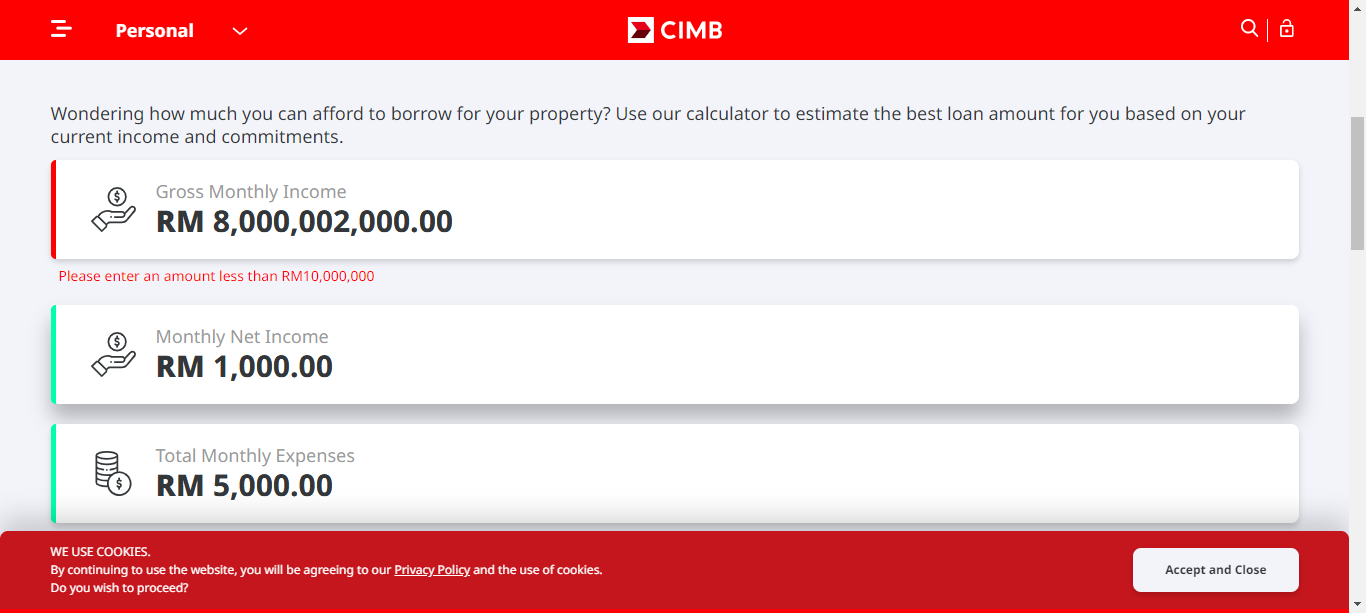 Personal
CIMB
Wondering how much you can afford to borrow for your property? Use our calculator to estimate the best loan amount for you based on your
current income and commitments.
Gross Monthly Income
RM 8,000,002,000.00
Please enter an amount less than RM10,000,000
Monthly Net Income
RM 1,000.00
Total Monthly Expenses
RM 5,000.00
WE USE COOKIES.
By continuing to use the website, you will be agreeing to our Privacy Policy and the use of cookies.
Do you wish to proceed?
Accept and Close